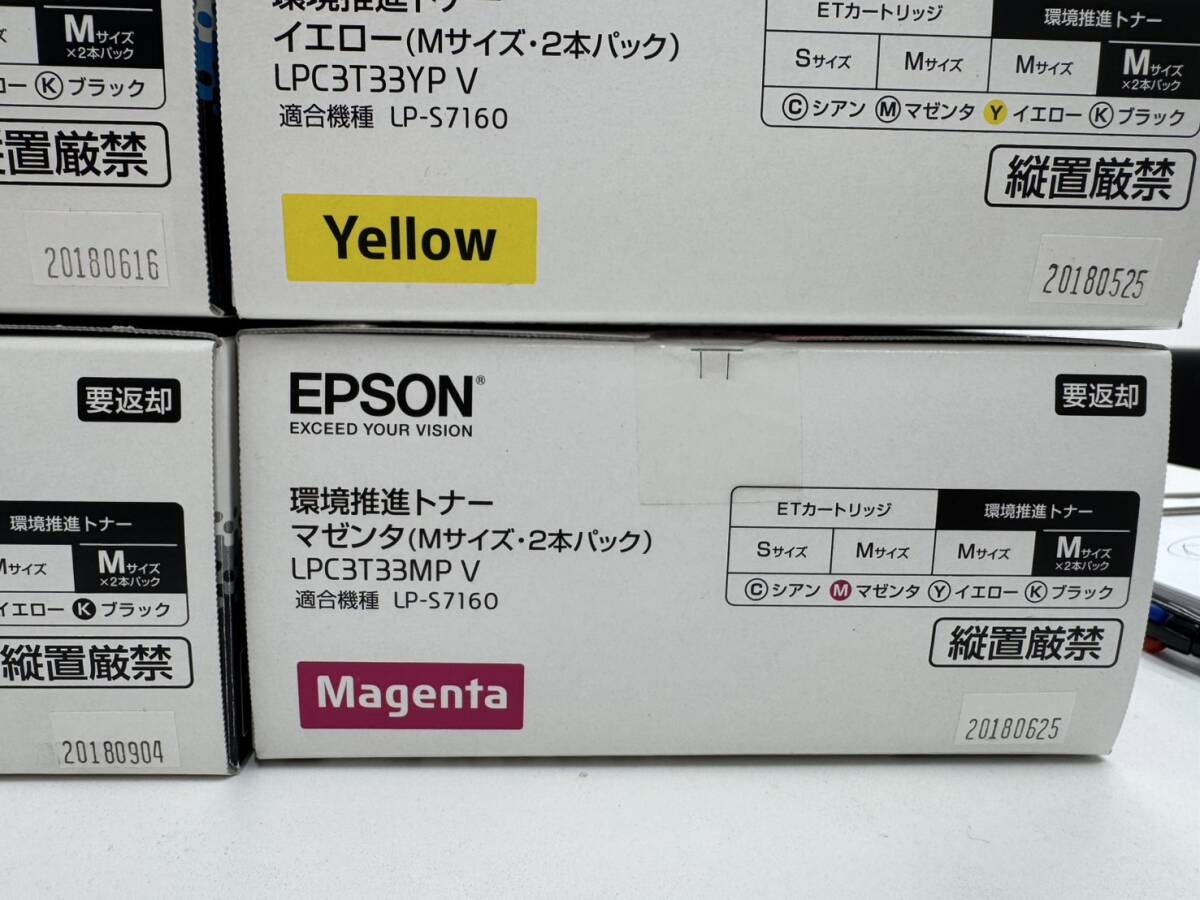 Mサイズ
×2本パック
ロー Ⓚ ブラック
縦置厳禁
20180616
環境推進トナー
イエロー(Mサイズ・2本パック)
LPC3T33YP V
適合機種 LP-S7160
Yellow
ETカートリッジ 環境推進トナー
Sサイズ Mサイズ Mサイズ Mサイズ
×2本パック
Ⓒ シアン Ⓜ マゼンタ Ⓨ イエロー Ⓚ ブラック
縦置厳禁
20180525
要返却
環境推進トナー
Mサイズ Mサイズ
×2本パック
イエロー Ⓚ ブラック
縦置厳禁
20180904
EPSON®
EXCEED YOUR VISION
要返却
環境推進トナー
マゼンタ(Mサイズ・2本パック)
LPC3T33MP V
適合機種 LP-S7160
Magenta
ETカートリッジ 環境推進トナー
Sサイズ Mサイズ Mサイズ Mサイズ
×2本パック
Ⓒ シアン Ⓜ マゼンタ Ⓨ イエロー Ⓚ ブラック
縦置厳禁
20180625